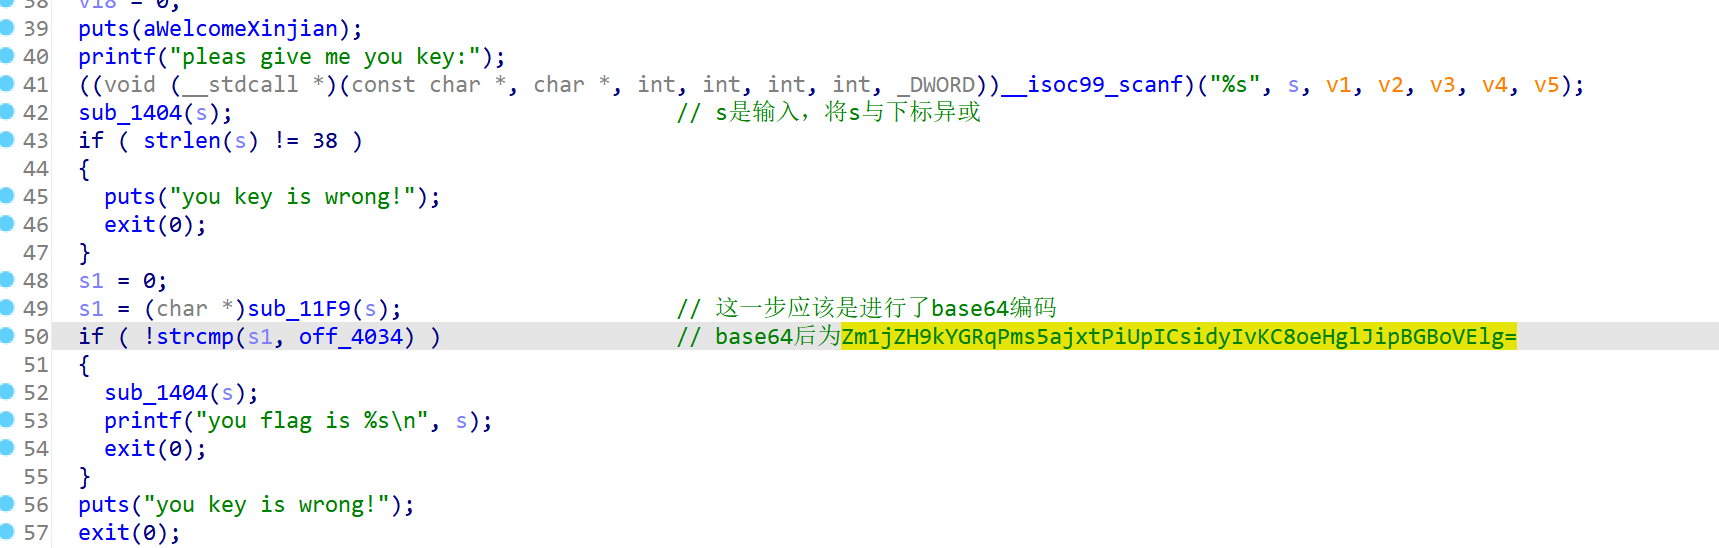 38 v18 = 0;
39 puts(aWelcomeXinjian);
40 printf("pleas give me you key:");
41 ((void (__stdcall *)(const char *, char *, int, int, int, int, _DWORD))__isoc99_scanf)("%s", s, v1, v2, v3, v4, v5);
42 sub_1404(s); // s是输入，将s与下标异或
43 if ( strlen(s) != 38 )
44 {
45 puts("you key is wrong!");
46 exit(0);
47 }
48 s1 = 0;
49 s1 = (char *)sub_11F9(s); // 这一步应该是进行了base64编码
50 if ( !strcmp(s1, off_4034) ) // base64后为Zm1jZH9kYGRqPms5ajxtPiUpICsidyIvKC8oeHglJipBGBoVElg=
51 {
52 sub_1404(s);
53 printf("you flag is %s\n", s);
54 exit(0);
55 }
56 puts("you key is wrong!");
57 exit(0);